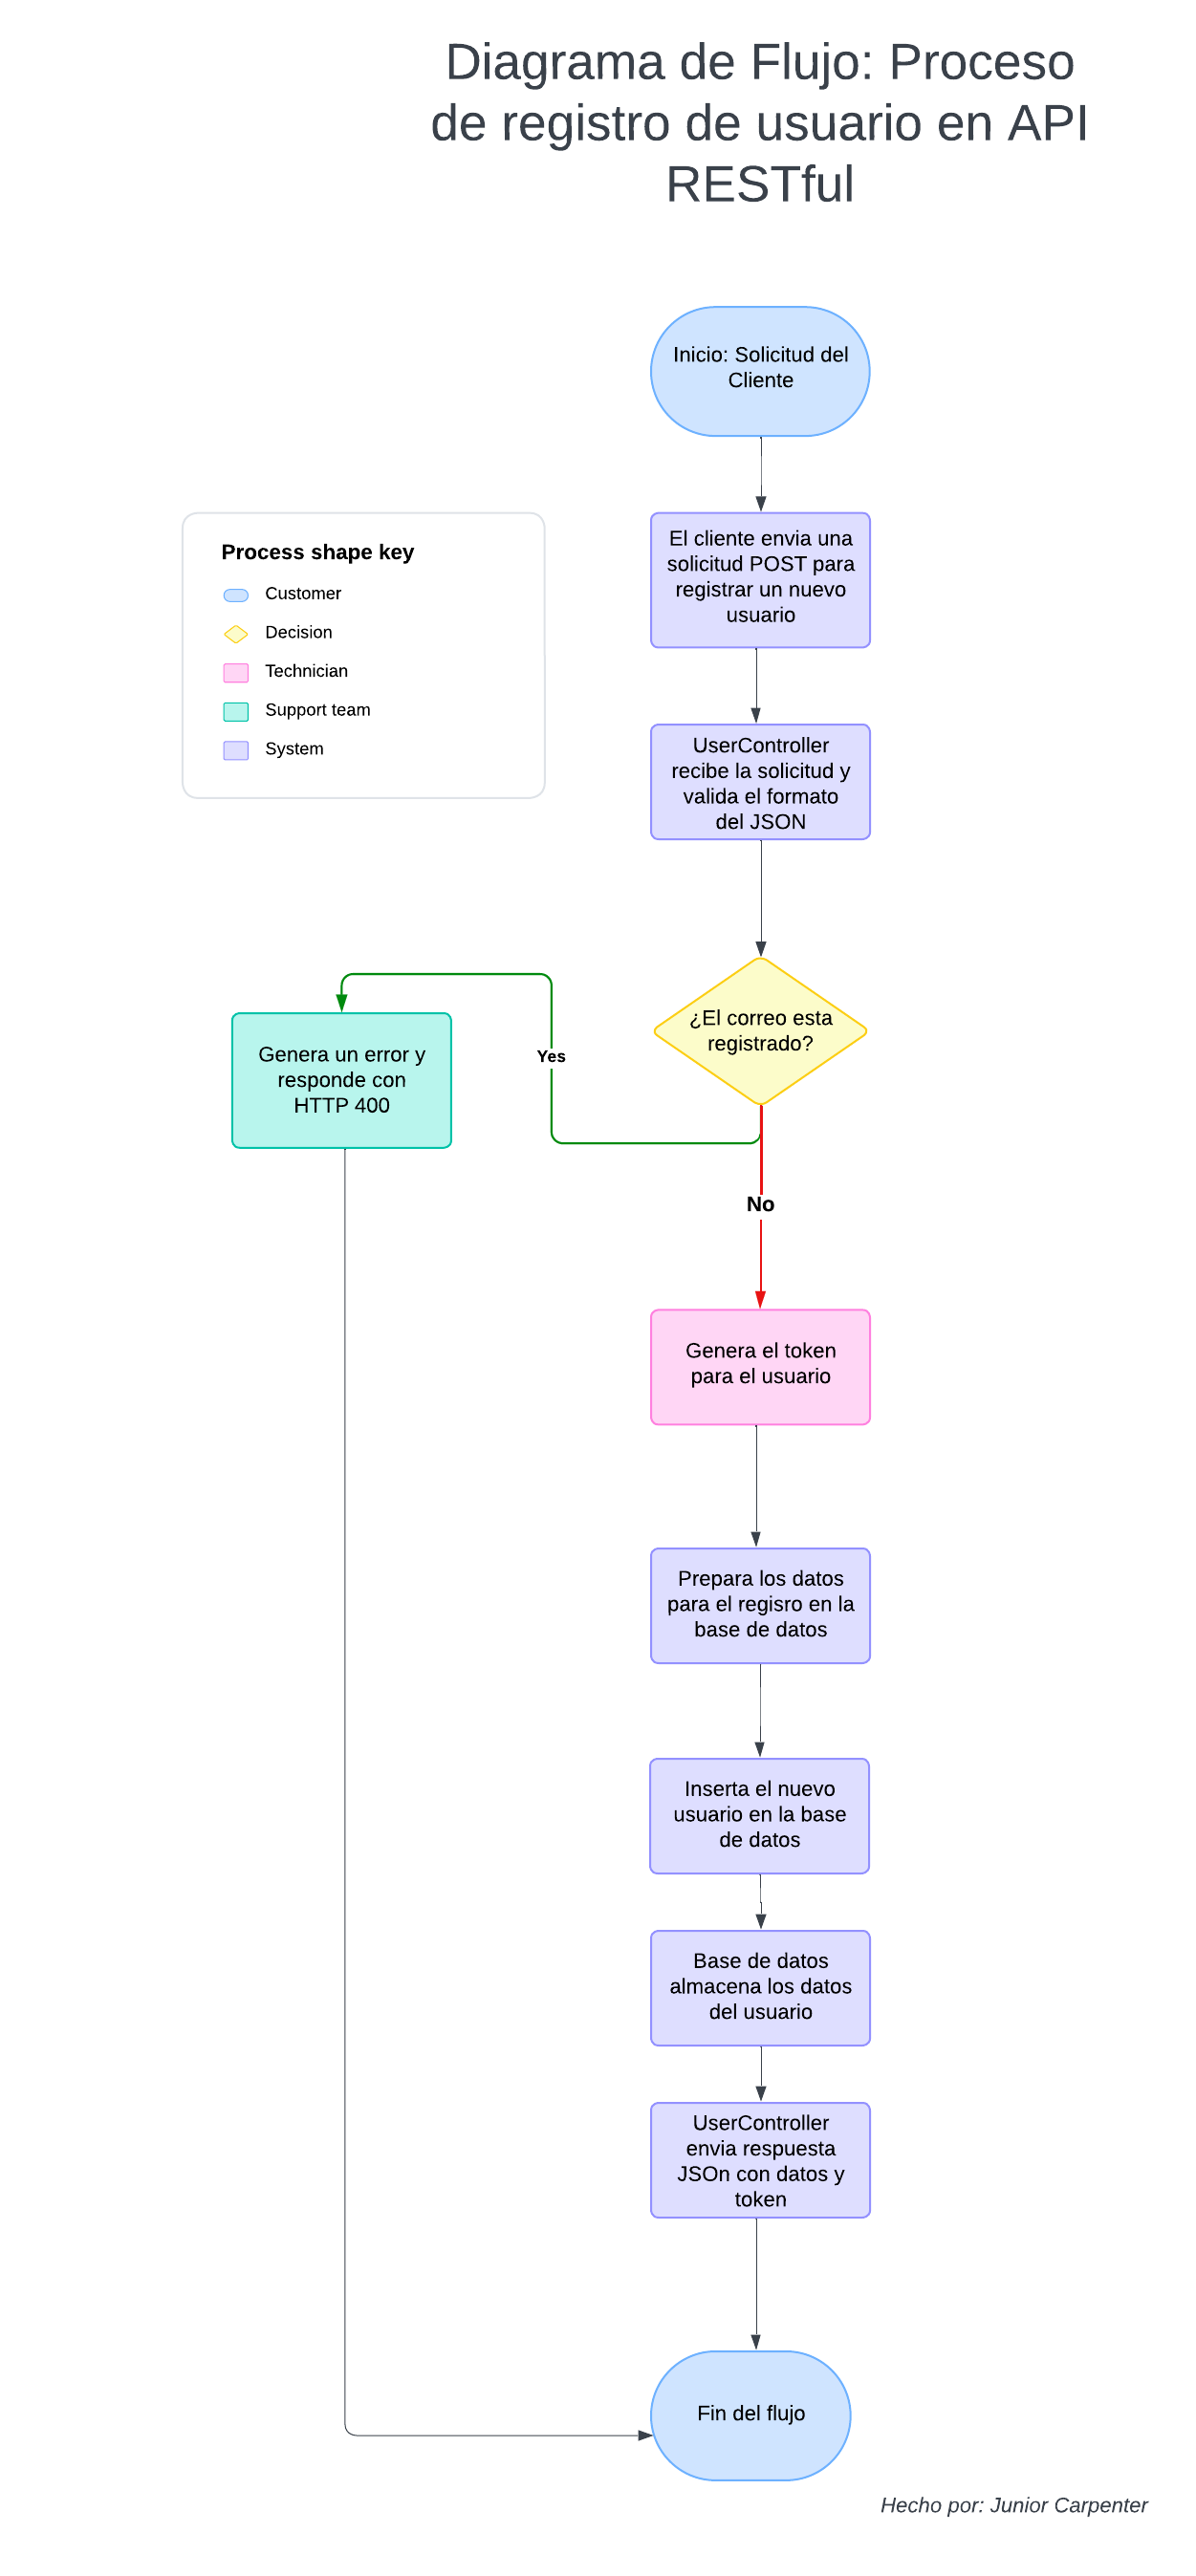 Diagrama de Flujo: Proceso
de registro de usuario en API
RESTful
Inicio: Solicitud del
Cliente
El cliente envia una
solicitud POST para
registrar un nuevo
usuario
Process shape key
Customer
Decision
Technician
Support team
System
UserController
recibe la solicitud y
valida el formato
del JSON
¿El correo esta
registrado?
Yes
Genera un error y
responde con
HTTP 400
No
Genera el token
para el usuario
Prepara los datos
para el regisro en la
base de datos
Inserta el nuevo
usuario en la base
de datos
Base de datos
almacena los datos
del usuario
UserController
envia respuesta
JSOn con datos y
token
Fin del flujo
Hecho por: Junior Carpenter